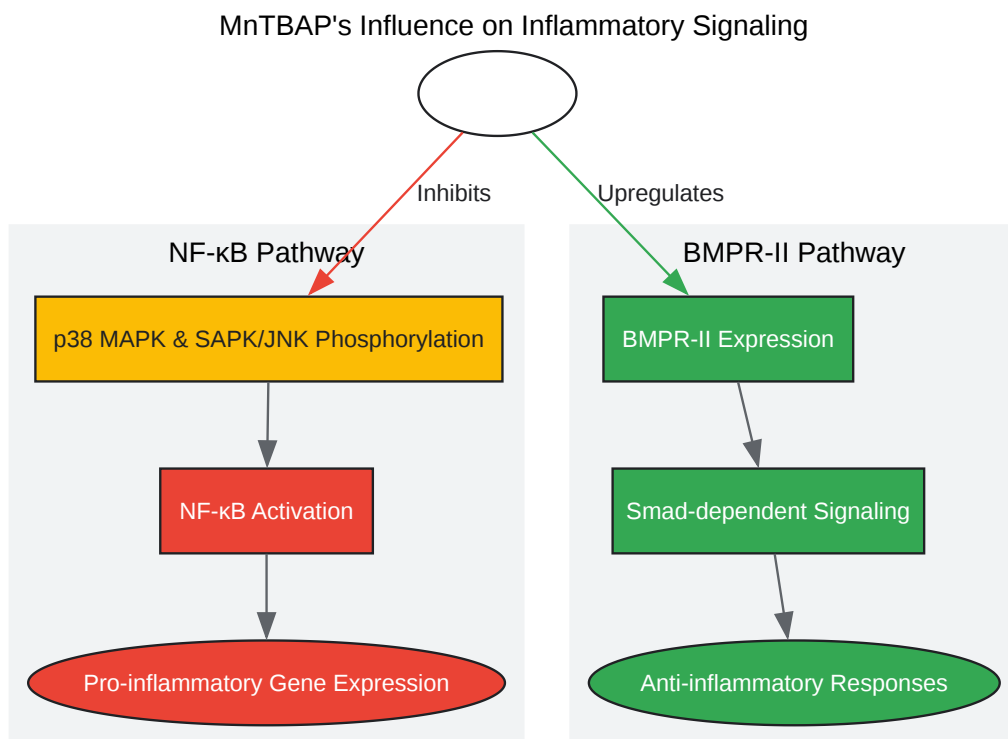 MnTBAP's Influence on Inflammatory Signaling
Inhibits
Upregulates
NF-κB Pathway
p38 MAPK & SAPK/JNK Phosphorylation
NF-κB Activation
Pro-inflammatory Gene Expression
BMPR-II Pathway
BMPR-II Expression
Smad-dependent Signaling
Anti-inflammatory Responses